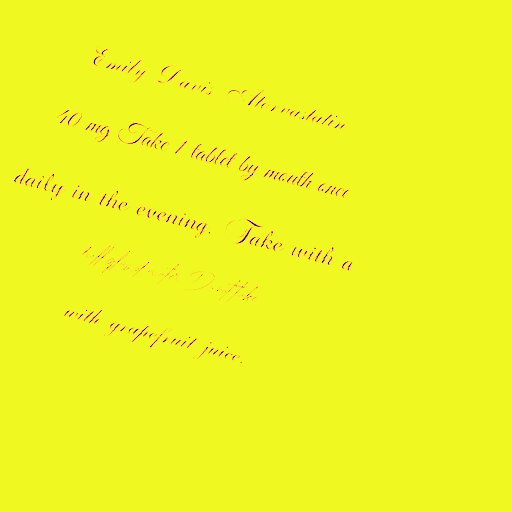 Emily Davis Atorvastatin
40 mg Take 1 tablet by mouth once
daily in the evening. Take with a
with grapefruit juice.